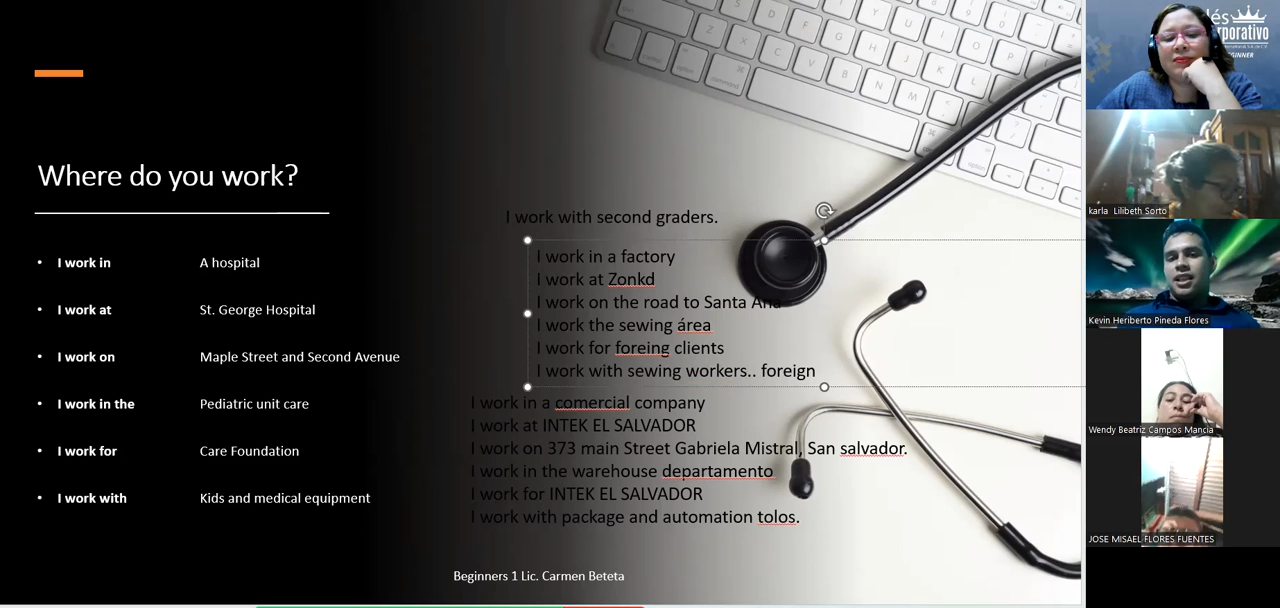 Where do you work?
• I work in A hospital
• I work at St. George Hospital
• I work on Maple Street and Second Avenue
• I work in the Pediatric unit care
• I work for Care Foundation
• I work with Kids and medical equipment
I work with second graders.
I work in a factory
I work at Zonkd
I work on the road to Santa Ana
I work the sewing área
I work for foreing clients
I work with sewing workers.. foreign
I work in a comercial company
I work at INTEK EL SALVADOR
I work on 373 main Street Gabriela Mistral, San salvador.
I work in the warehouse departamento
I work for INTEK EL SALVADOR
I work with package and automation tolos.
Beginners 1 Lic. Carmen Beteta
karla Lilibeth Sorto
Kevin Heriberto Pineda Flores
Wendy Beatriz Campos Mancia
JOSE MISAEL FLORES FUENTES